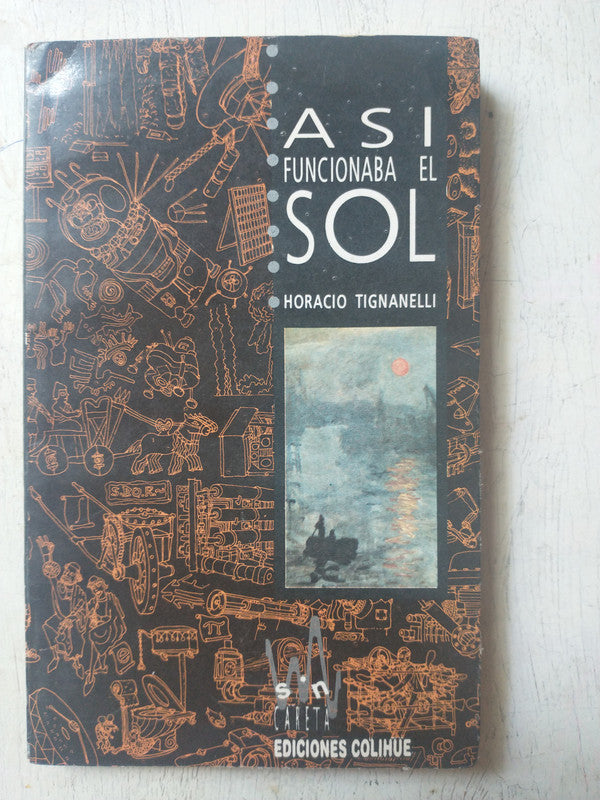 ASI
FUNCIONABA EL
SOL
HORACIO TIGNANELLI
S.P.Q.R.
sin
CARETA
EDICIONES COLIHUE